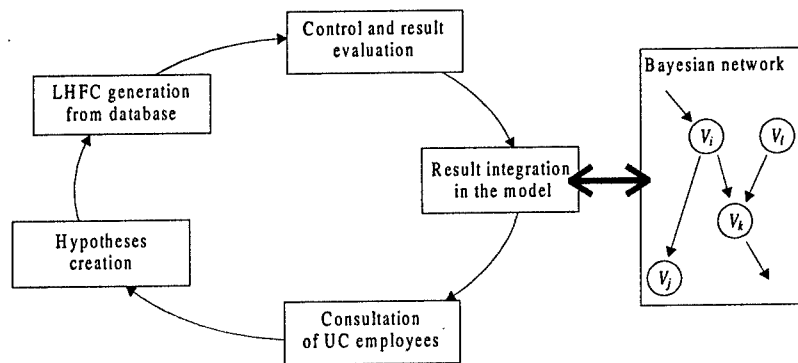 Control and result
evaluation
LHFC generation
from database
Bayesian network
V_i
V_l
Result integration
in the model
V_k
Hypotheses
creation
V_j
Consultation
of UC employees